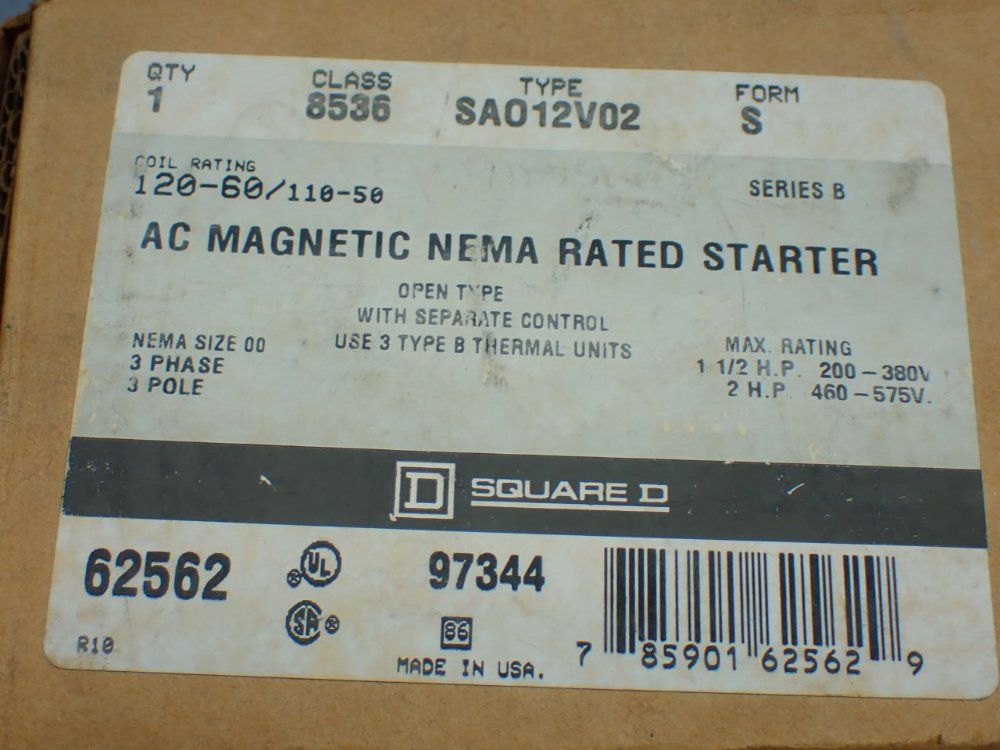 QTY CLASS TYPE FORM
1 8536 SAO12V02 S
COIL RATING
120-60/110-50 SERIES B
AC MAGNETIC NEMA RATED STARTER
OPEN TYPE
WITH SEPARATE CONTROL
NEMA SIZE 00 USE 3 TYPE B THERMAL UNITS MAX. RATING
3 PHASE 1 1/2 H.P. 200-380V
3 POLE 2 H.P. 460-575V.
D SQUARE D
62562 UL 97344
SA 86
R10 MADE IN USA.
7 85901 62562 9